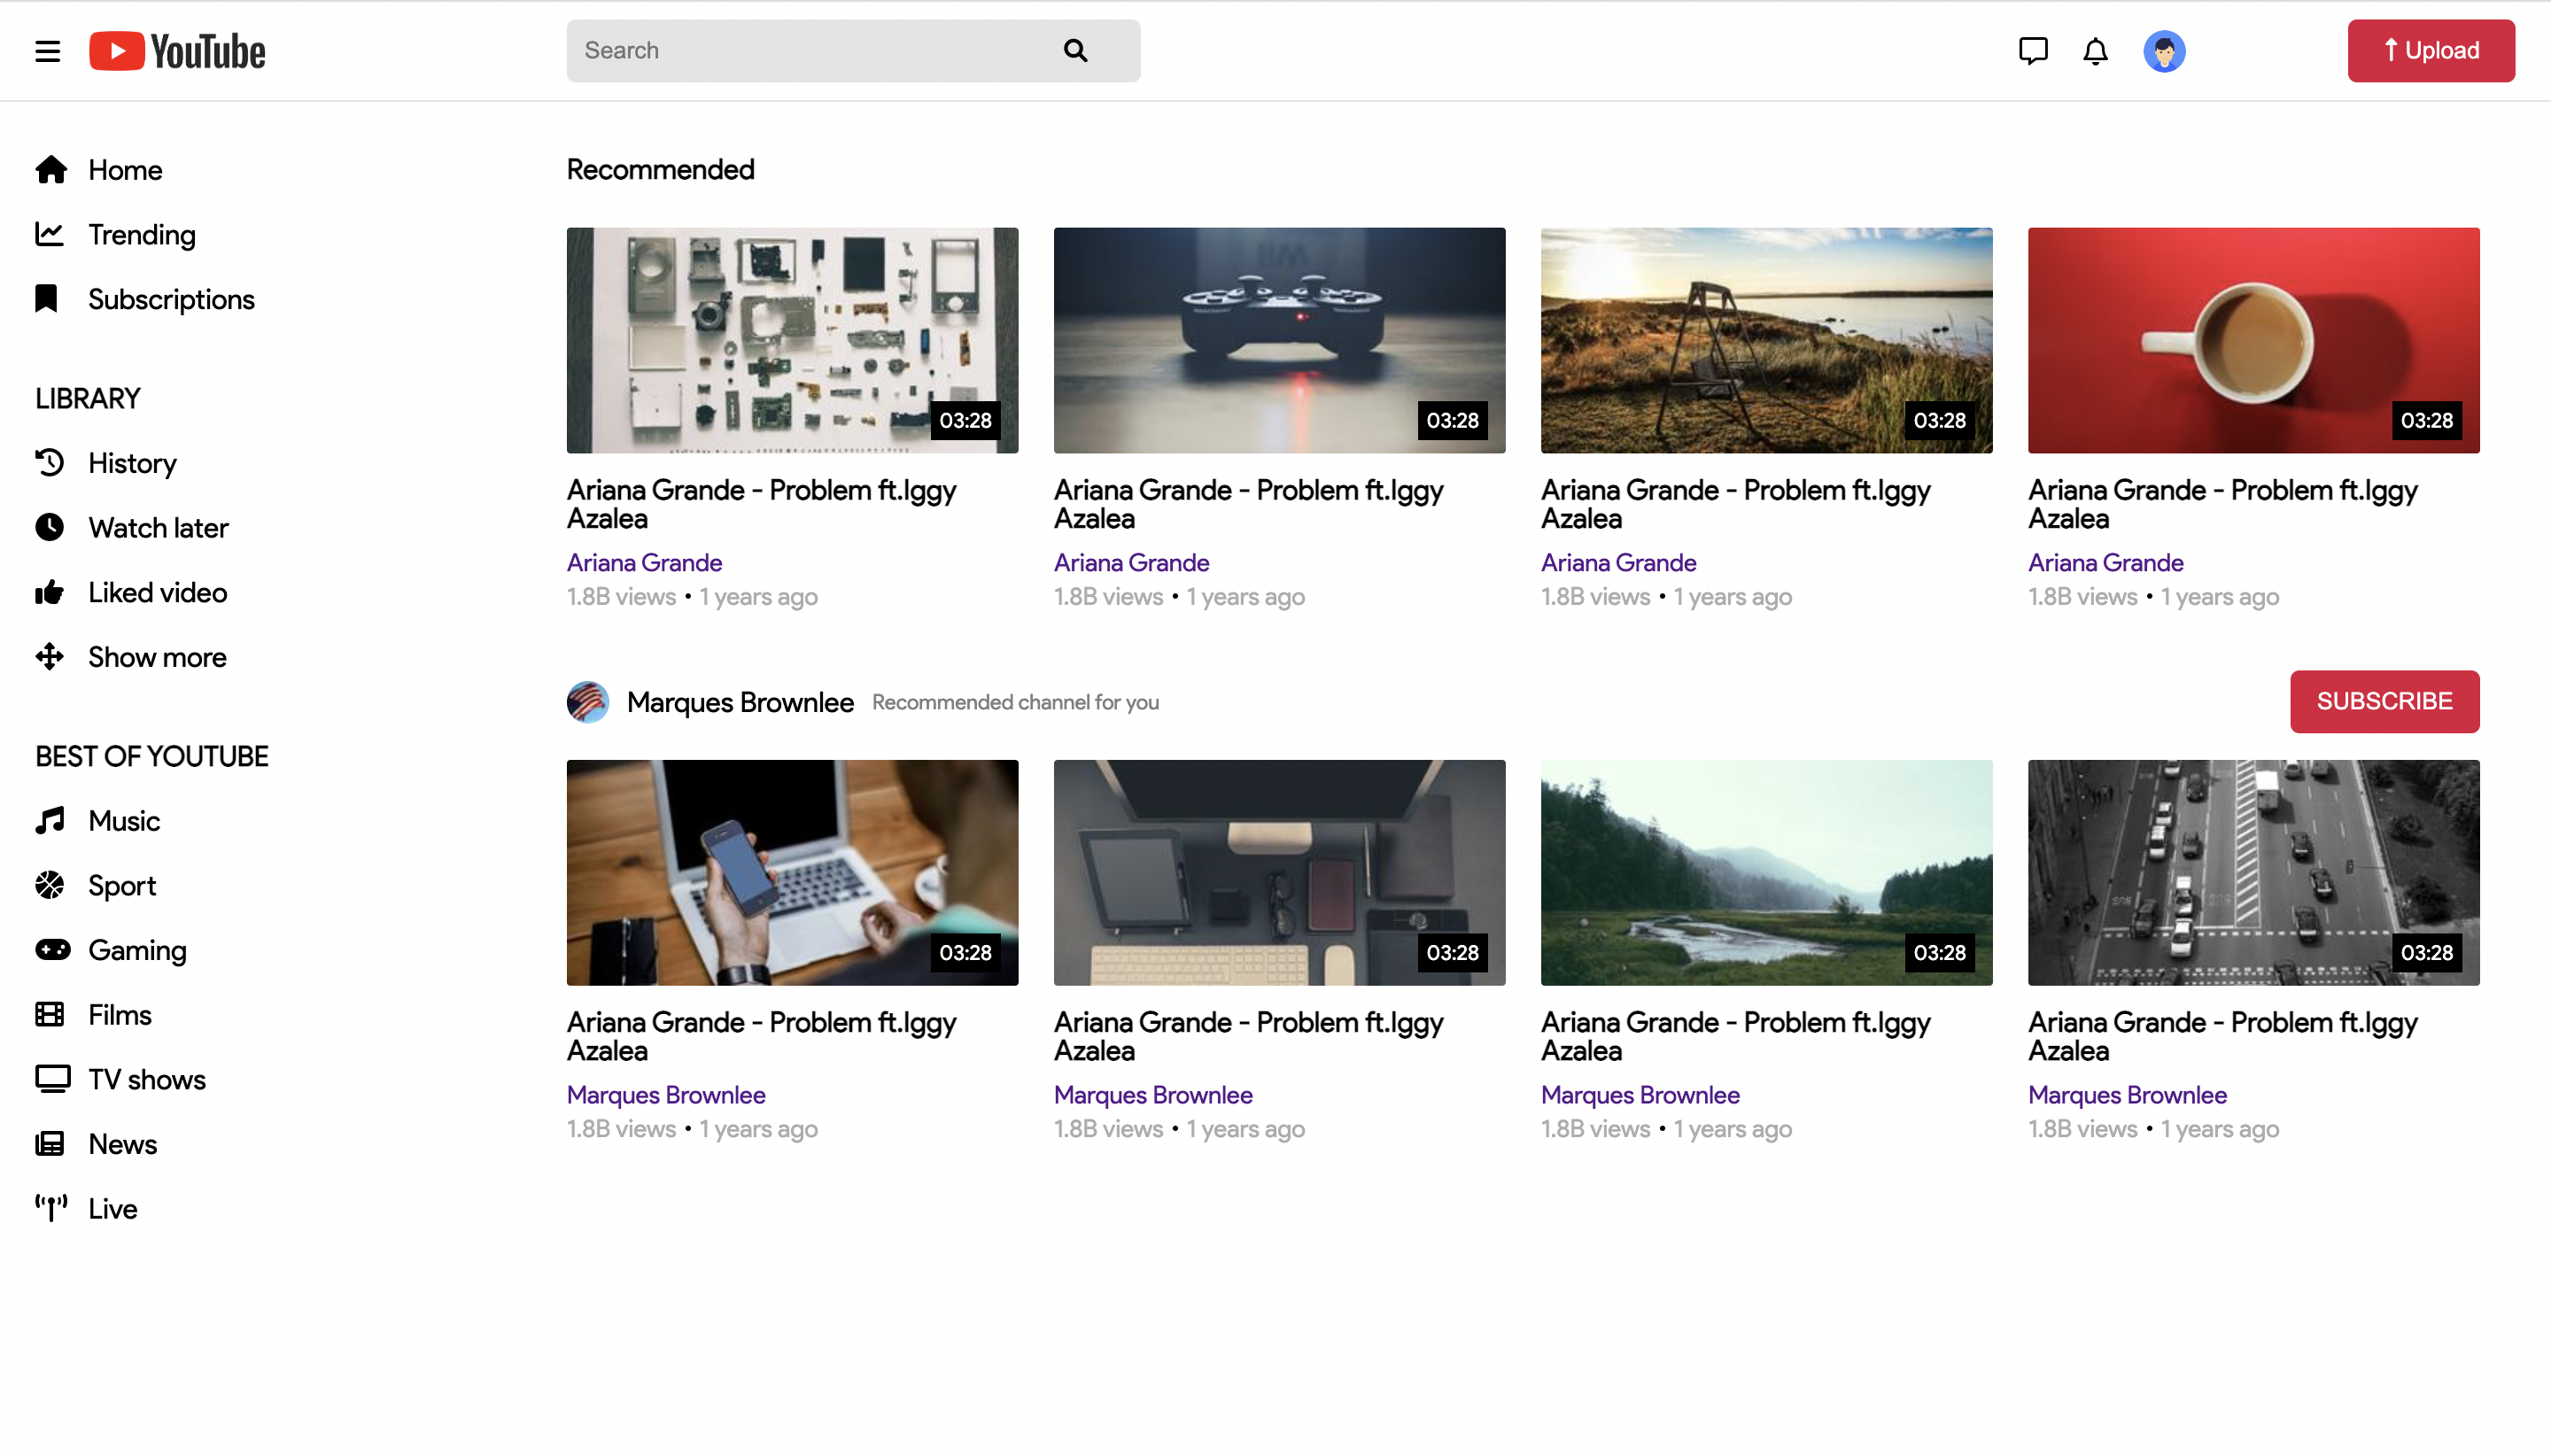 YouTube
Search
Upload
Home
Trending
Subscriptions
LIBRARY
History
Watch later
Liked video
Show more
BEST OF YOUTUBE
Music
Sport
Gaming
Films
TV shows
News
Live
Recommended
03:28
Ariana Grande - Problem ft.Iggy
Azalea
Ariana Grande
1.8B views • 1 years ago
03:28
Ariana Grande - Problem ft.Iggy
Azalea
Ariana Grande
1.8B views • 1 years ago
03:28
Ariana Grande - Problem ft.Iggy
Azalea
Ariana Grande
1.8B views • 1 years ago
03:28
Ariana Grande - Problem ft.Iggy
Azalea
Ariana Grande
1.8B views • 1 years ago
Marques Brownlee Recommended channel for you
SUBSCRIBE
03:28
Ariana Grande - Problem ft.Iggy
Azalea
Marques Brownlee
1.8B views • 1 years ago
03:28
Ariana Grande - Problem ft.Iggy
Azalea
Marques Brownlee
1.8B views • 1 years ago
03:28
Ariana Grande - Problem ft.Iggy
Azalea
Marques Brownlee
1.8B views • 1 years ago
03:28
Ariana Grande - Problem ft.Iggy
Azalea
Marques Brownlee
1.8B views • 1 years ago